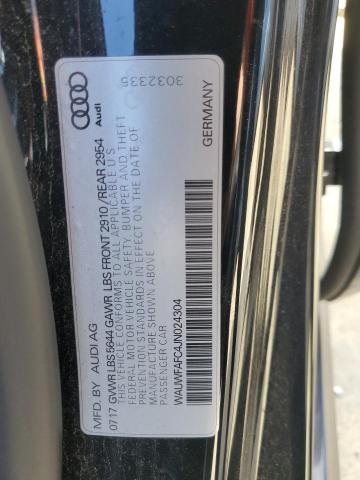 Audi
3032335
MFD. BY AUDI AG
07/17 GVWR LBS 5644 GAWR LBS FRONT 2910 / REAR 2954
THIS VEHICLE CONFORMS TO ALL APPLICABLE U.S.
FEDERAL MOTOR VEHICLE SAFETY, BUMPER AND THEFT
PREVENTION STANDARDS IN EFFECT ON THE DATE OF
MANUFACTURE SHOWN ABOVE.
PASSENGER CAR
WAUWFAFC4JN024304
GERMANY